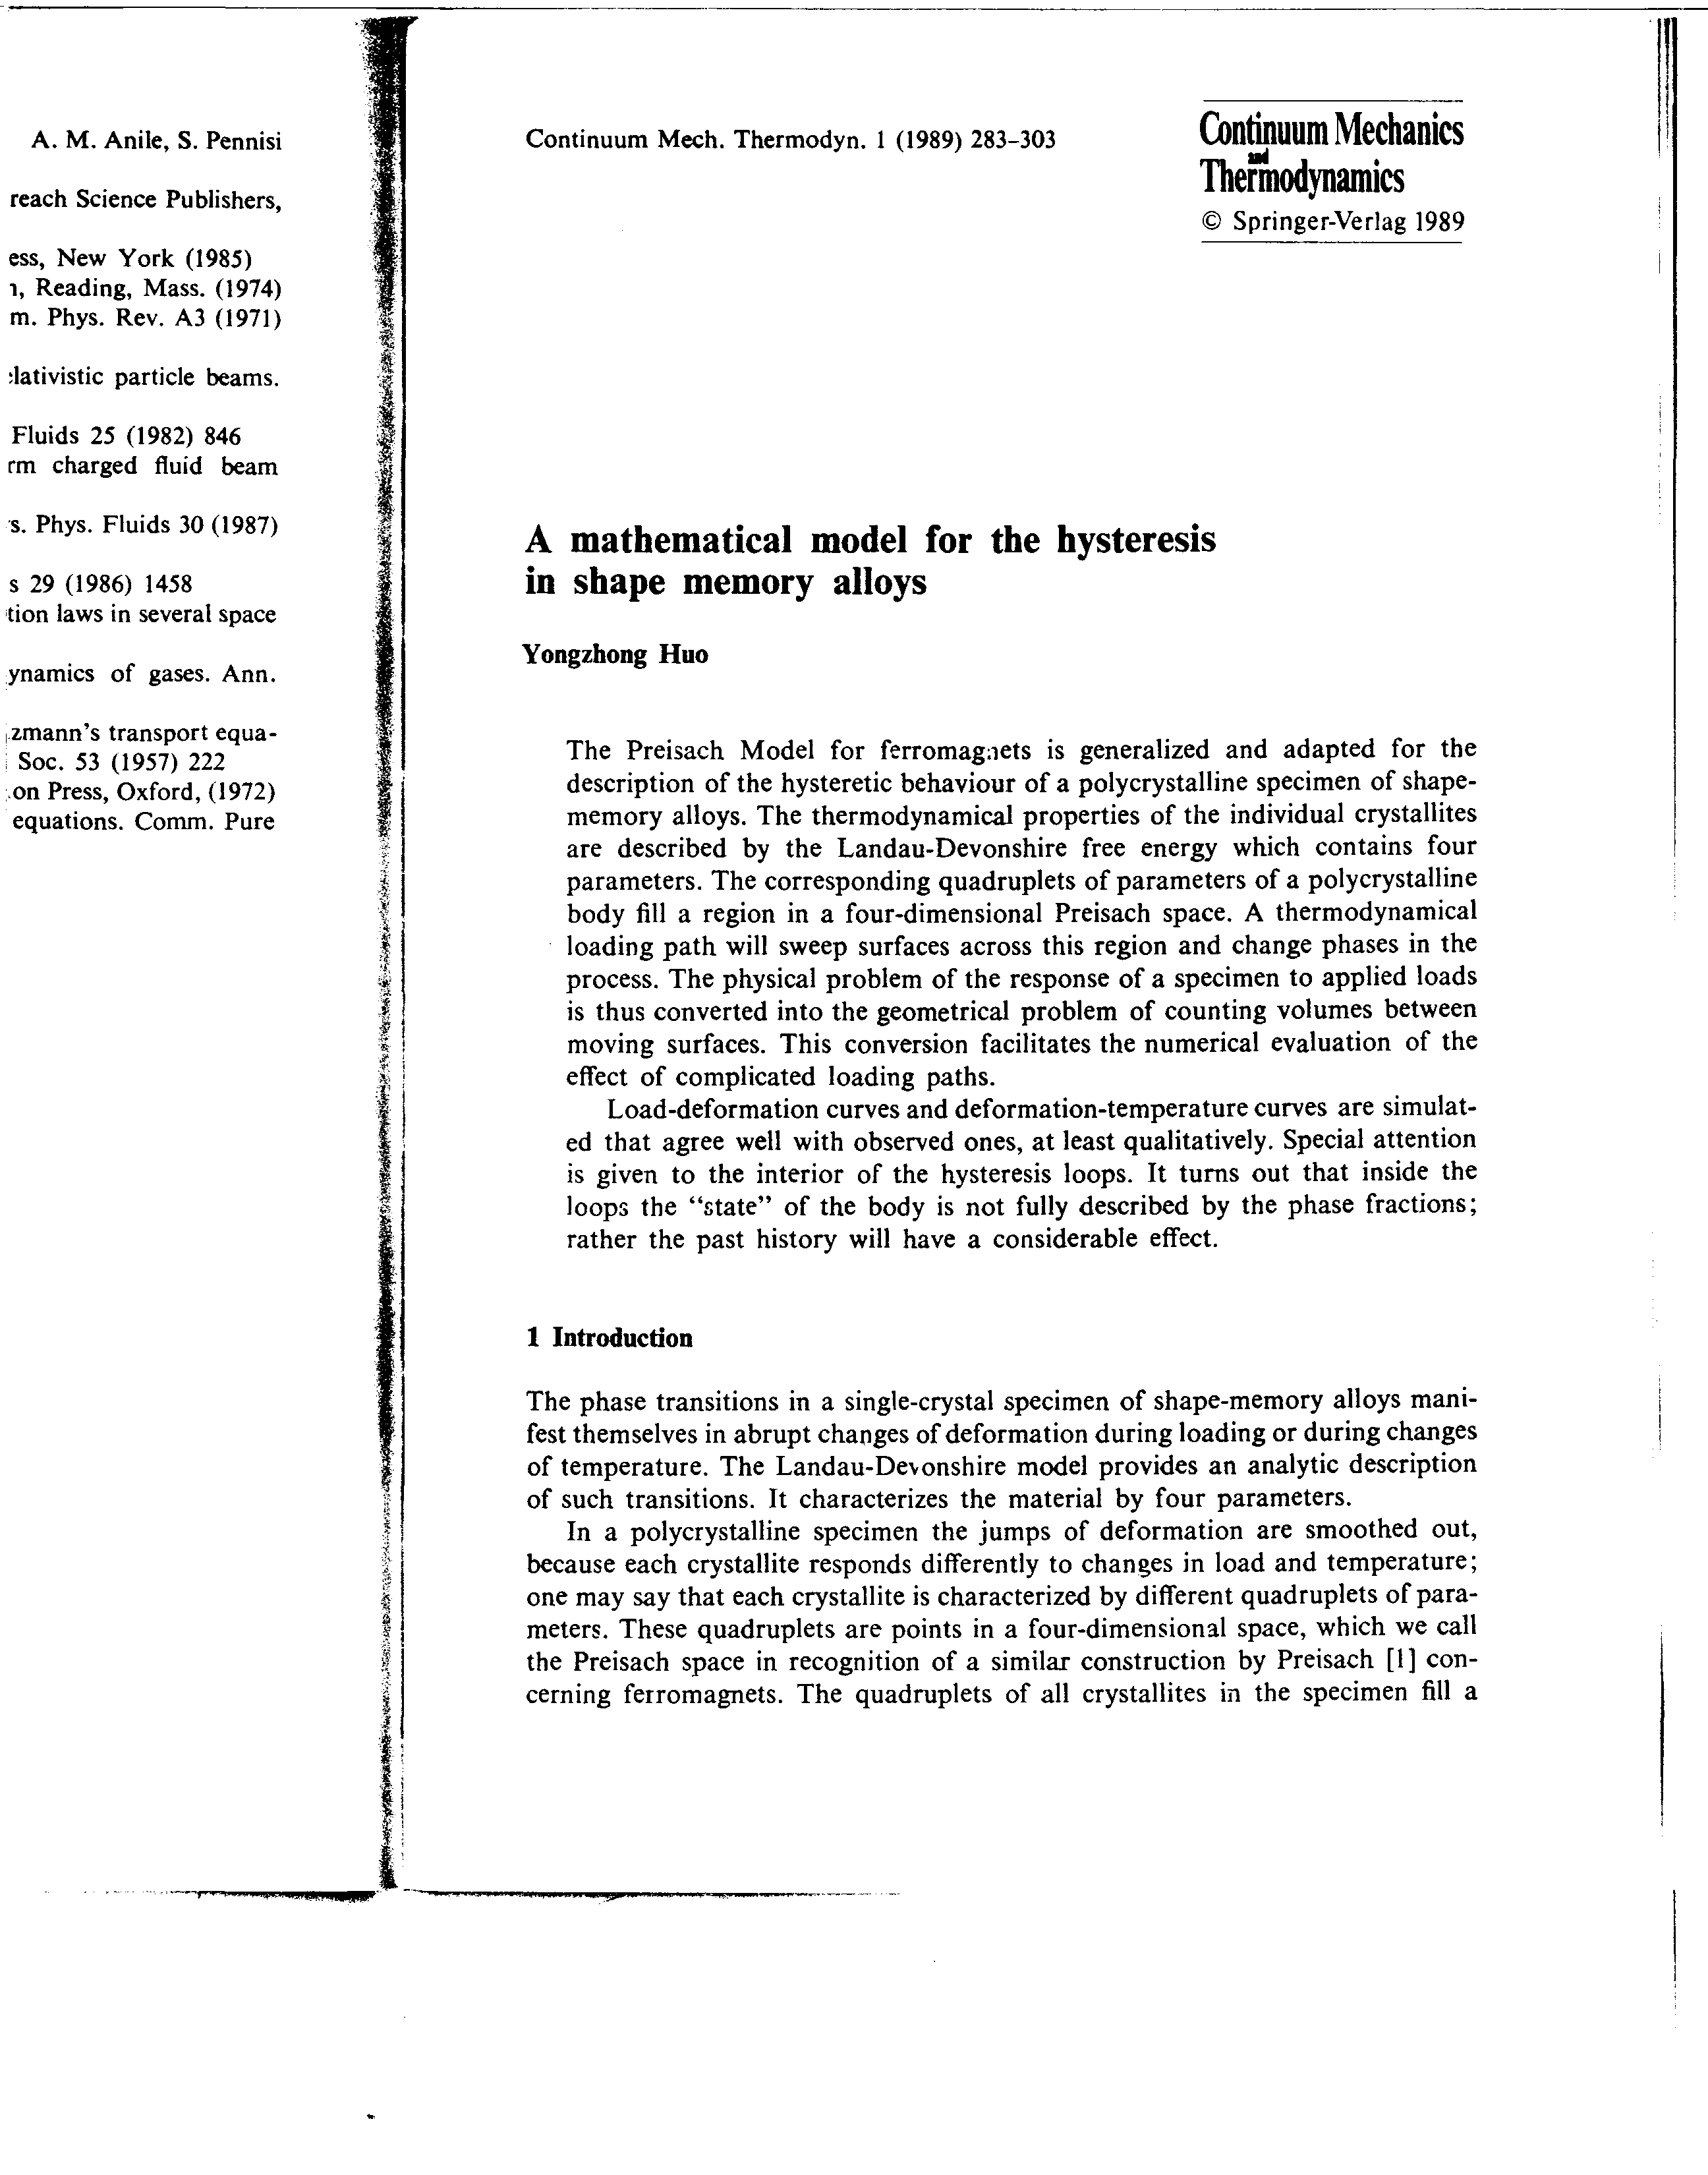 A. M. Anile, S. Pennisi
reach Science Publishers,
ess, New York (1985)
, Reading, Mass. (1974)
m. Phys. Rev. A3 (1971)
lativistic particle beams.
Fluids 25 (1982) 846
rm charged fluid beam
s. Phys. Fluids 30 (1987)
s 29 (1986) 1458
tion laws in several space
ynamics of gases. Ann.
zmann's transport equa-
Soc. 53 (1957) 222
on Press, Oxford, (1972)
equations. Comm. Pure
Continuum Mech. Thermodyn. 1 (1989) 283–303
Continuum Mechanics
and
Thermodynamics
© Springer-Verlag 1989
A mathematical model for the hysteresis
in shape memory alloys
Yongzhong Huo
The Preisach Model for ferromagnets is generalized and adapted for the
description of the hysteretic behaviour of a polycrystalline specimen of shape-
memory alloys. The thermodynamical properties of the individual crystallites
are described by the Landau-Devonshire free energy which contains four
parameters. The corresponding quadruplets of parameters of a polycrystalline
body fill a region in a four-dimensional Preisach space. A thermodynamical
loading path will sweep surfaces across this region and change phases in the
process. The physical problem of the response of a specimen to applied loads
is thus converted into the geometrical problem of counting volumes between
moving surfaces. This conversion facilitates the numerical evaluation of the
effect of complicated loading paths.
Load-deformation curves and deformation-temperature curves are simulat-
ed that agree well with observed ones, at least qualitatively. Special attention
is given to the interior of the hysteresis loops. It turns out that inside the
loops the “state” of the body is not fully described by the phase fractions;
rather the past history will have a considerable effect.
1 Introduction
The phase transitions in a single-crystal specimen of shape-memory alloys mani-
fest themselves in abrupt changes of deformation during loading or during changes
of temperature. The Landau-Devonshire model provides an analytic description
of such transitions. It characterizes the material by four parameters.
In a polycrystalline specimen the jumps of deformation are smoothed out,
because each crystallite responds differently to changes in load and temperature;
one may say that each crystallite is characterized by different quadruplets of para-
meters. These quadruplets are points in a four-dimensional space, which we call
the Preisach space in recognition of a similar construction by Preisach [1] con-
cerning ferromagnets. The quadruplets of all crystallites in the specimen fill a